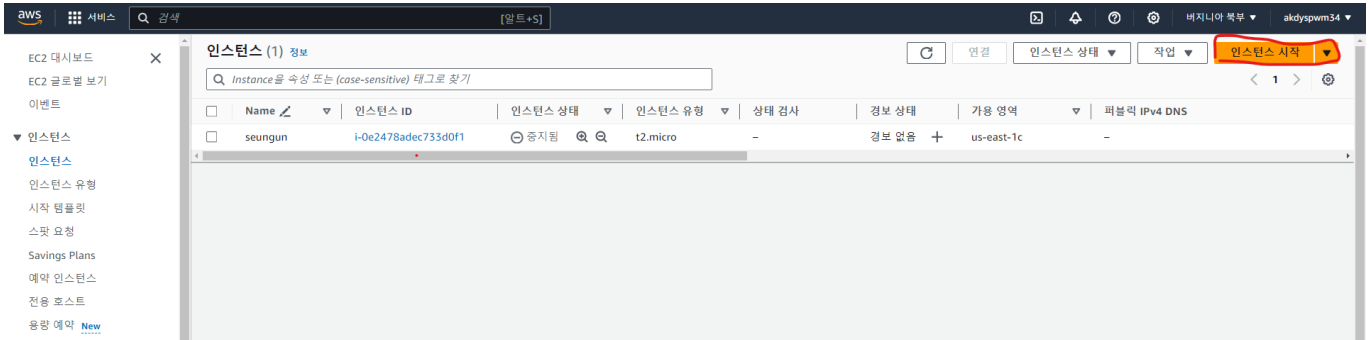 aws 서비스 검색 [알트+S] 버지니아 북부 ▼ akdyspwm34 ▼
EC2 대시보드
EC2 글로벌 보기
이벤트
▼ 인스턴스
인스턴스
인스턴스 유형
시작 템플릿
스팟 요청
Savings Plans
예약 인스턴스
전용 호스트
용량 예약 New
인스턴스 (1) 정보 연결 인스턴스 상태 ▼ 작업 ▼ 인스턴스 시작 ▼
Instance을 속성 또는 (case-sensitive) 태그로 찾기 < 1 >
Name 인스턴스 ID 인스턴스 상태 인스턴스 유형 상태 검사 경보 상태 가용 영역 퍼블릭 IPv4 DNS
seungun i-0e2478adec733d0f1 중지됨 t2.micro – 경보 없음 + us-east-1c –